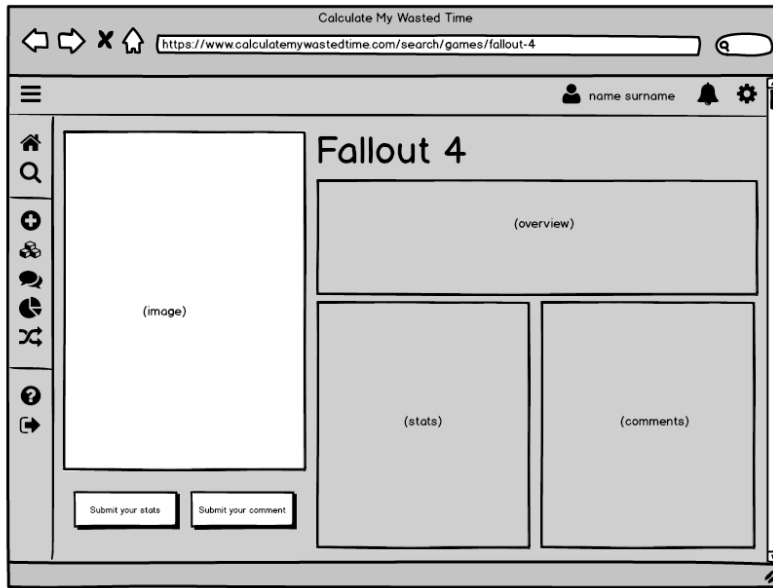 Calculate My Wasted Time
https://www.calculatemywastedtime.com/search/games/fallout-4
name surname
Fallout 4
(overview)
(image)
(stats)
(comments)
Submit your stats
Submit your comment